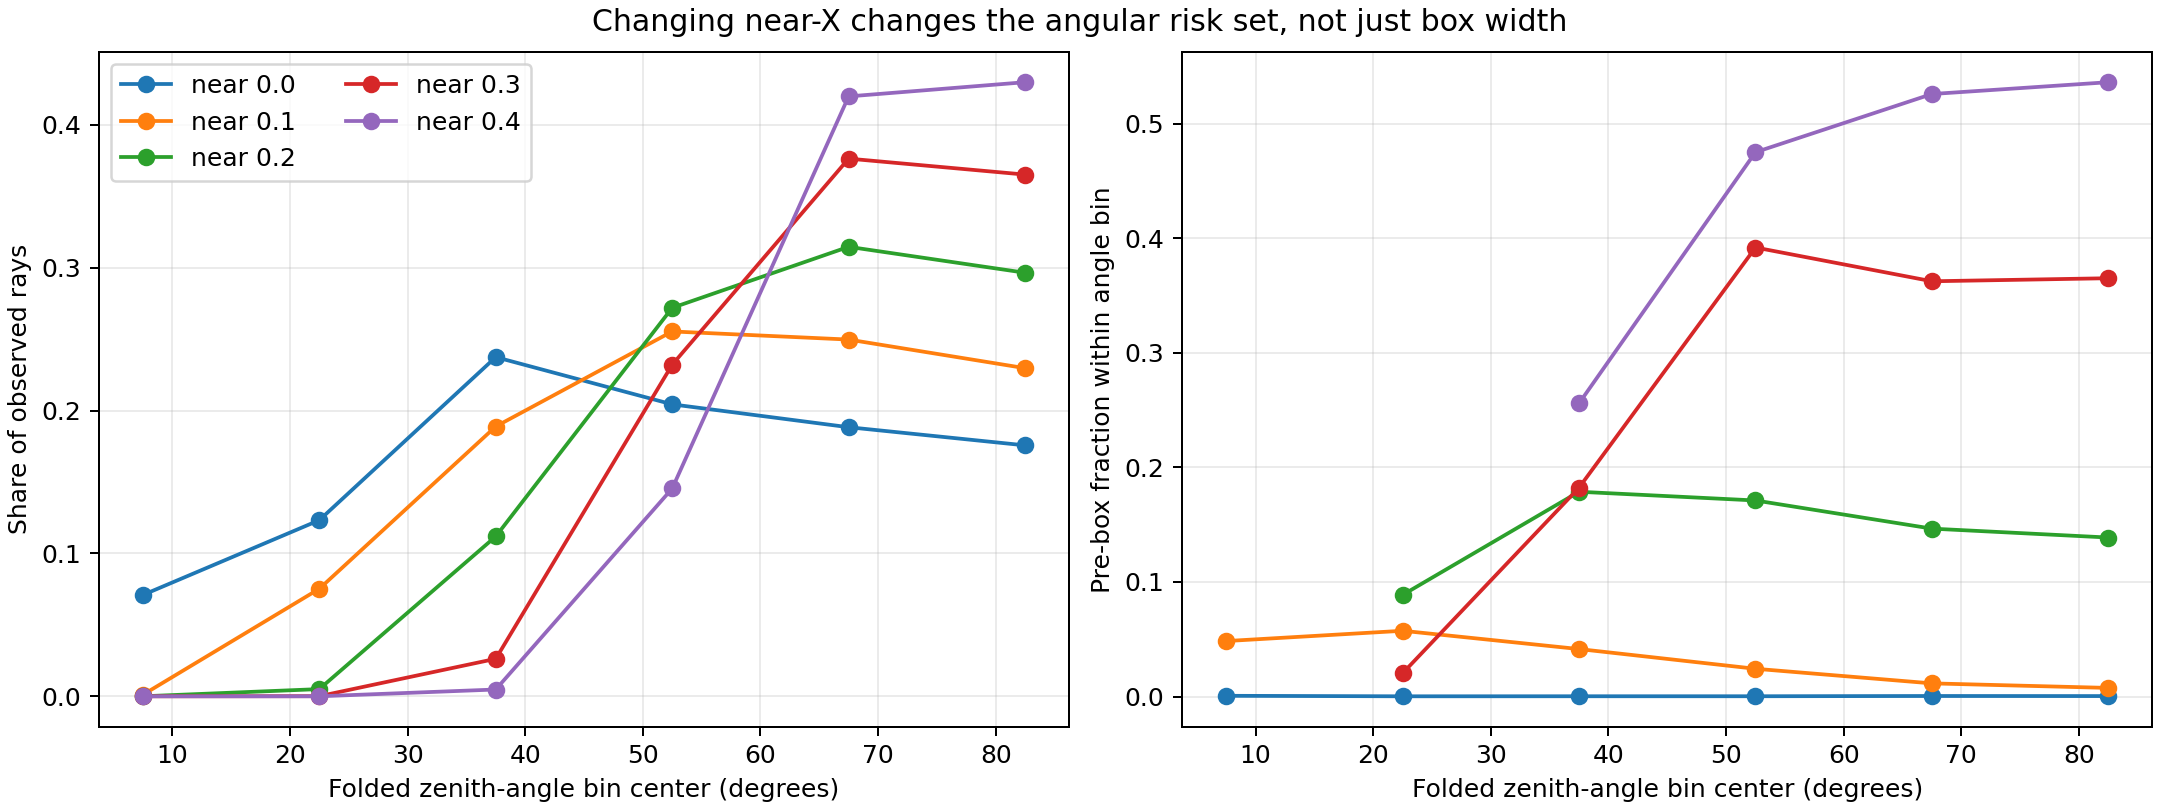 Changing near-X changes the angular risk set, not just box width
near 0.0
near 0.1
near 0.2
near 0.3
near 0.4
Share of observed rays
0.4
0.3
0.2
0.1
0.0
10 20 30 40 50 60 70 80
Folded zenith-angle bin center (degrees)
Pre-box fraction within angle bin
0.5
0.4
0.3
0.2
0.1
0.0
10 20 30 40 50 60 70 80
Folded zenith-angle bin center (degrees)